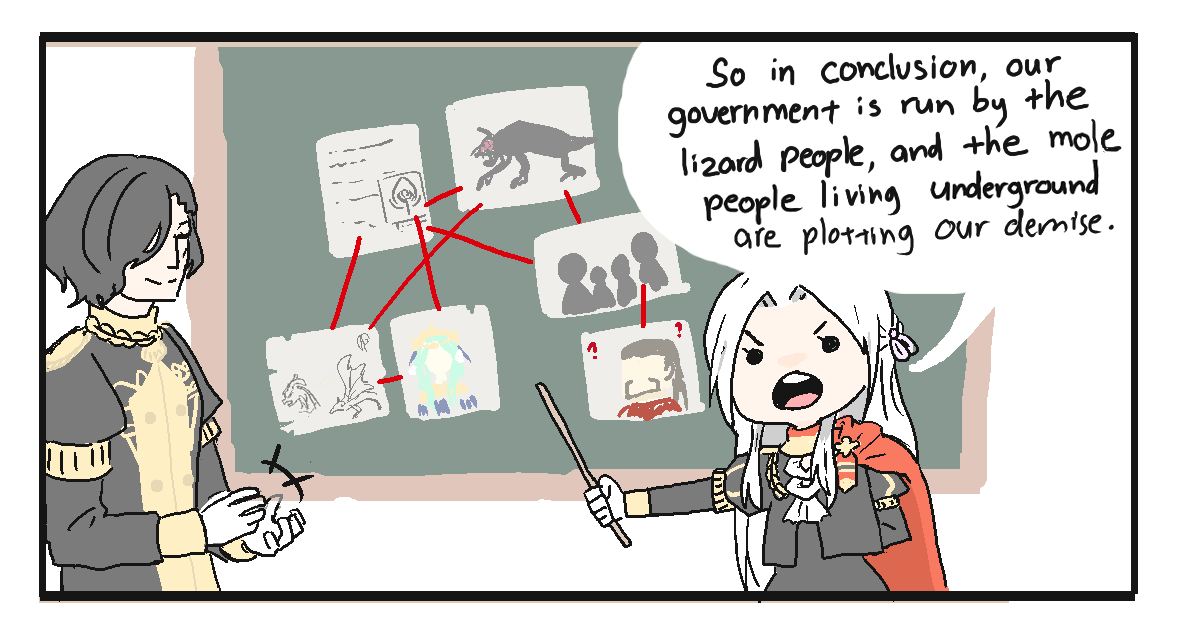 So in conclusion, our
government is run by the
lizard people, and the mole
people living underground
are plotting our demise.
? ?